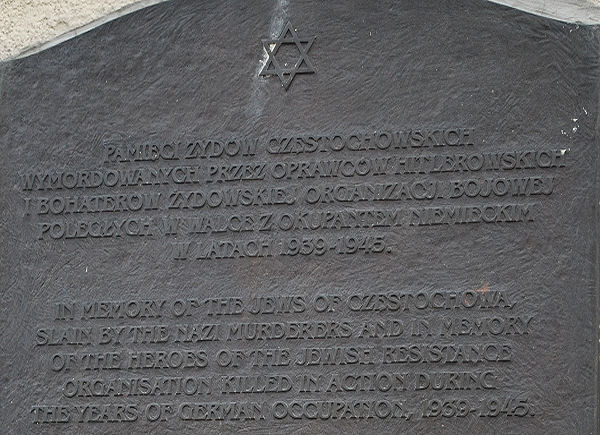 PAMIĘCI ŻYDÓW CZĘSTOCHOWSKICH
WYMORDOWANYCH PRZEZ OPRAWCÓW HITLEROWSKICH
I BOHATERÓW ŻYDOWSKIEJ ORGANIZACJI BOJOWEJ
POLEGŁYCH W WALCE Z OKUPANTEM NIEMIECKIM
W LATACH 1939-1945.
IN MEMORY OF THE JEWS OF CZĘSTOCHOWA,
SLAIN BY THE NAZI MURDERERS AND IN MEMORY
OF THE HEROES OF THE JEWISH RESISTANCE
ORGANISATION KILLED IN ACTION DURING
THE YEARS OF GERMAN OCCUPATION, 1939-1945.